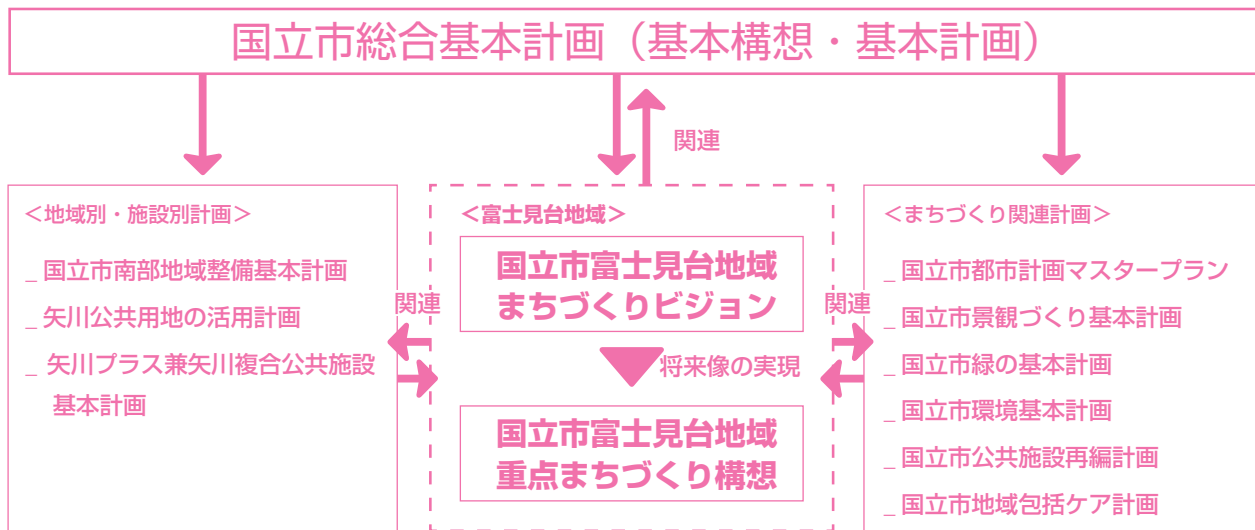 国立市総合基本計画（基本構想・基本計画）
関連
＜地域別・施設別計画＞
_ 国立市南部地域整備基本計画
_ 矢川公共用地の活用計画
_ 矢川プラス兼矢川複合公共施設
基本計画
関連
＜富士見台地域＞
国立市富士見台地域
まちづくりビジョン
将来像の実現
国立市富士見台地域
重点まちづくり構想
関連
＜まちづくり関連計画＞
_ 国立市都市計画マスタープラン
_ 国立市景観づくり基本計画
_ 国立市緑の基本計画
_ 国立市環境基本計画
_ 国立市公共施設再編計画
_ 国立市地域包括ケア計画